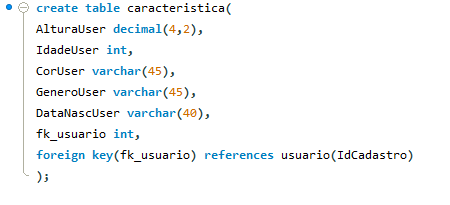 create table caracteristica(
AlturaUser decimal(4,2),
IdadeUser int,
CorUser varchar(45),
GeneroUser varchar(45),
DataNascUser varchar(40),
fk_usuario int,
foreign key(fk_usuario) references usuario(IdCadastro)
);